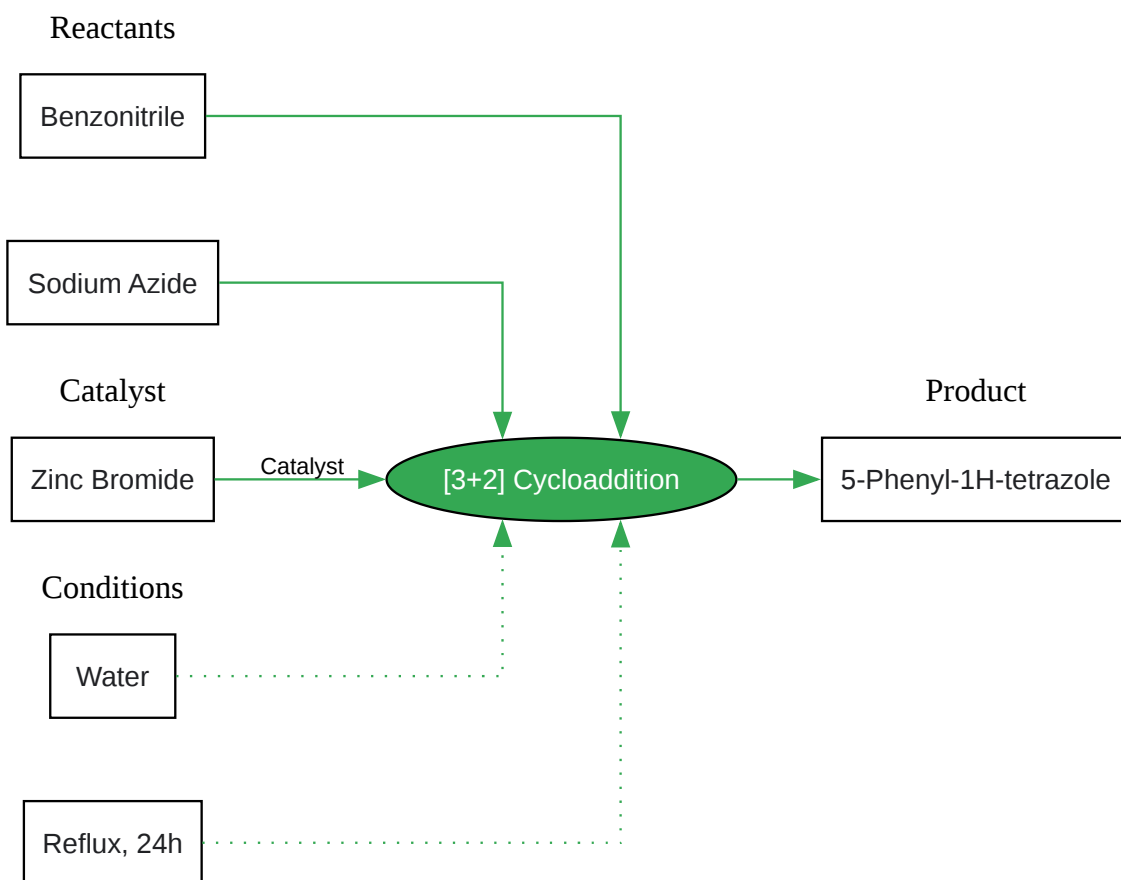 Reactants
Benzonitrile
Sodium Azide
Catalyst
Zinc Bromide
Catalyst
[3+2] Cycloaddition
Product
5-Phenyl-1H-tetrazole
Conditions
Water
Reflux, 24h